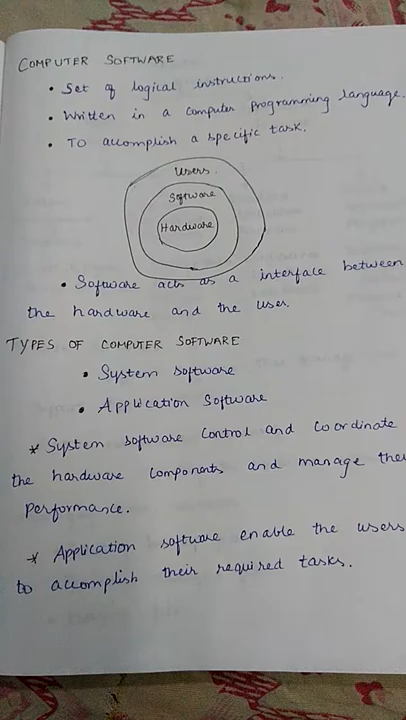 COMPUTER SOFTWARE
• Set of logical instructions.
• Written in a computer programming language.
• To accomplish a specific task.
Users.
Software
Hardware
• Software acts as a interface between
the hardware and the user.
TYPES OF COMPUTER SOFTWARE
• System software
• Application Software
* System software control and coordinate
the hardware components and manage their
performance.
* Application software enable the users
to accomplish their required tasks.